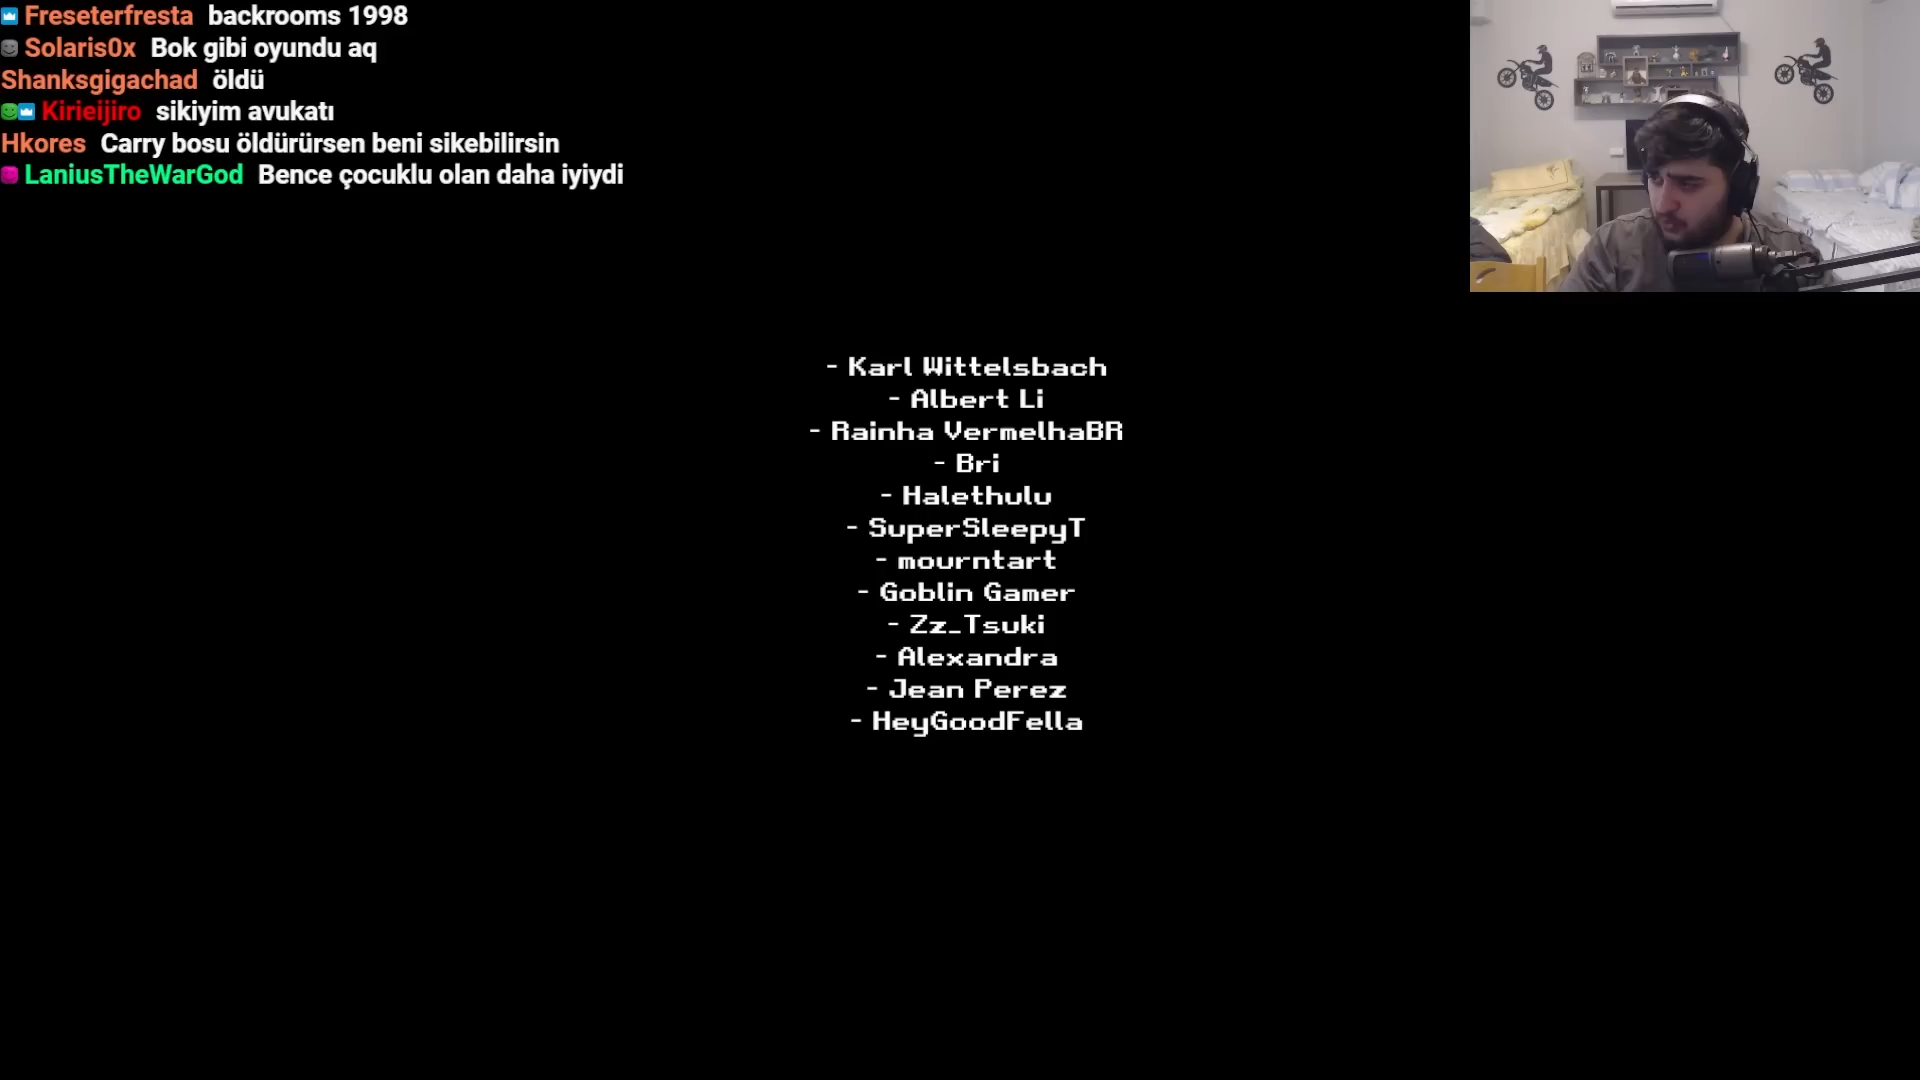 Freseterfresta backrooms 1998
Solaris0x Bok gibi oyundu aq
Shanksgigachad öldü
Kirieijiro sikiyim avukatı
Hkores Carry bosu öldürürsen beni sikebilirsin
LaniusTheWarGod Bence çocuklu olan daha iyiydi
- Karl Wittelsbach
- Albert Li
- Rainha VermelhaBR
- Bri
- Halethulu
- SuperSleepyT
- mourntart
- Goblin Gamer
- Zz_Tsuki
- Alexandra
- Jean Perez
- HeyGoodFella